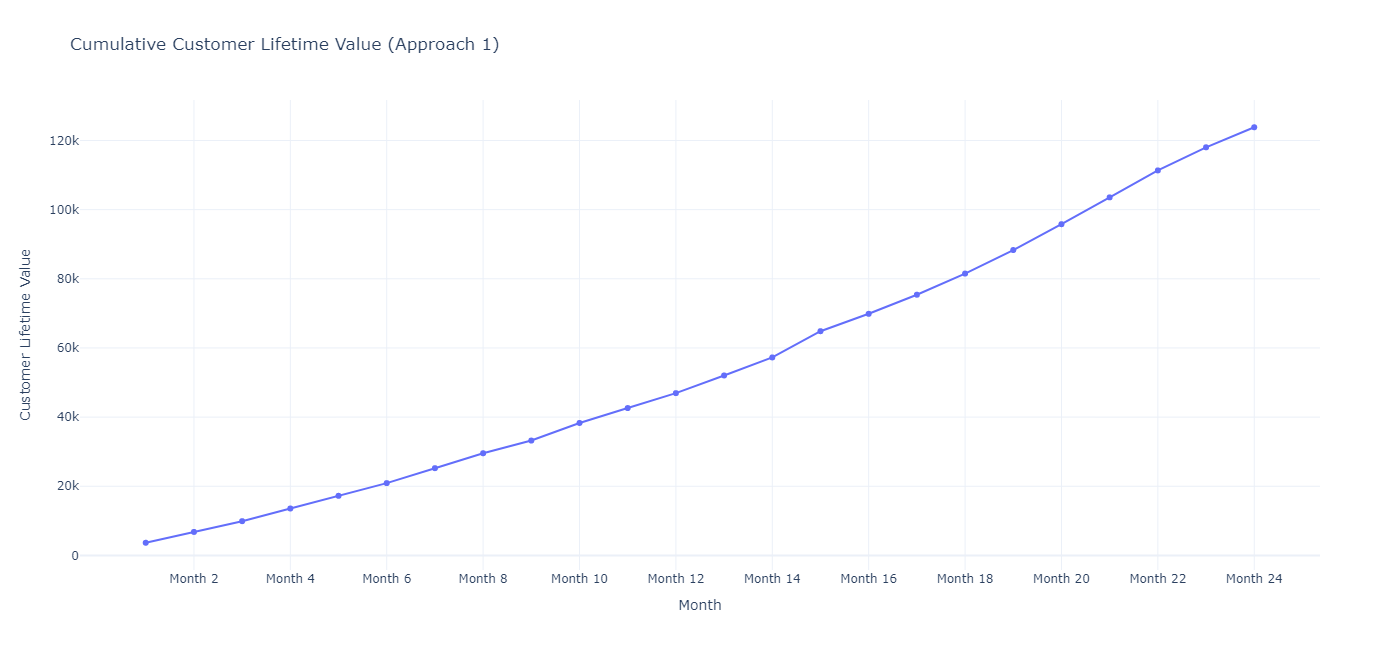 Cumulative Customer Lifetime Value (Approach 1)
120k
100k
80k
60k
40k
20k
0
Customer Lifetime Value
Month 2 Month 4 Month 6 Month 8 Month 10 Month 12 Month 14 Month 16 Month 18 Month 20 Month 22 Month 24
Month